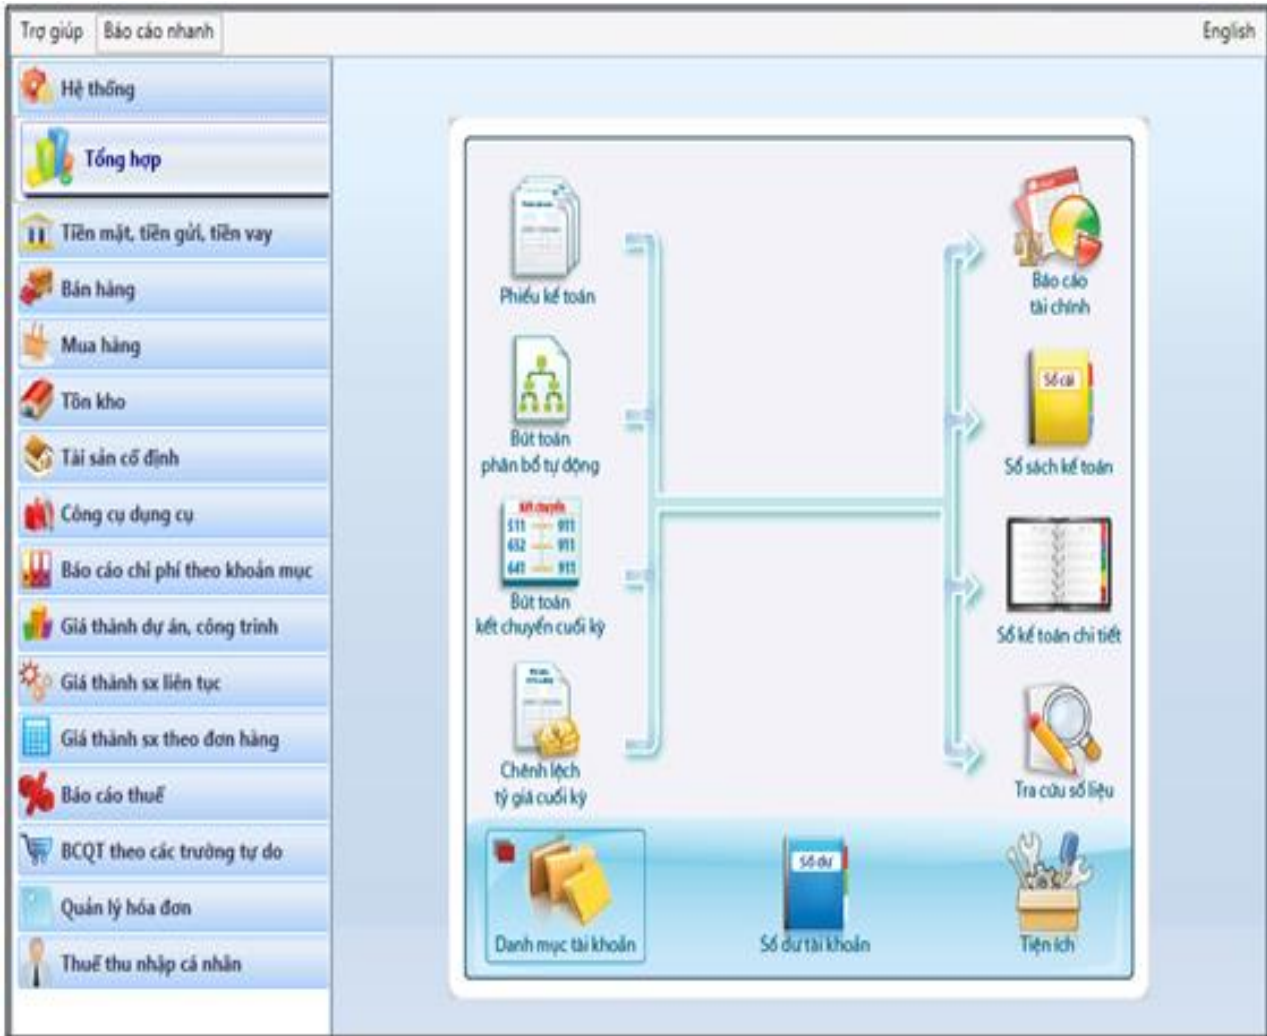 Trợ giúp Báo cáo nhanh English
Hệ thống
Tổng hợp
Tiền mặt, tiền gửi, tiền vay
Bán hàng
Mua hàng
Tồn kho
Tài sản cố định
Công cụ dụng cụ
Báo cáo chi phí theo khoản mục
Giá thành dự án, công trình
Giá thành sx liên tục
Giá thành sx theo đơn hàng
Báo cáo thuế
BCQT theo các trường tự do
Quản lý hóa đơn
Thuế thu nhập cá nhân
Phiếu kế toán
Bút toán
phân bổ tự động
Kết chuyển
511 911
632 911
641 911
Bút toán
kết chuyển cuối kỳ
Chênh lệch
tỷ giá cuối kỳ
Báo cáo
tài chính
Sổ cái
Sổ sách kế toán
Sổ kế toán chi tiết
Tra cứu số liệu
Danh mục tài khoản
Số dư
Số dư tài khoản
Tiện ích